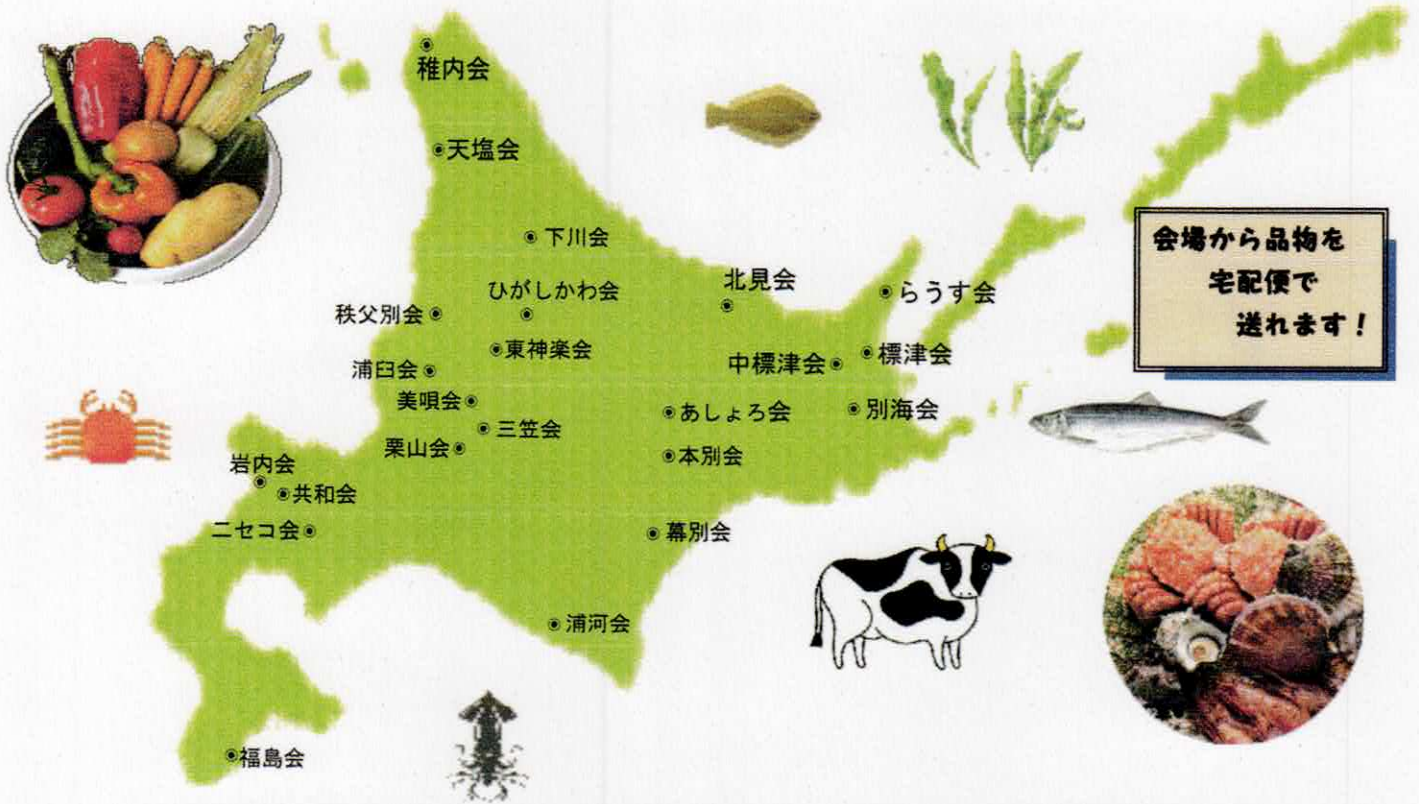 稚内会
天塩会
下川会
ひがしかわ会
北見会
らうす会
秩父別会
東神楽会
標津会
中標津会
浦臼会
美唄会
あしょろ会
別海会
三笠会
栗山会
本別会
岩内会
共和会
ニセコ会
幕別会
浦河会
福島会
会場から品物を
宅配便で
送れます!